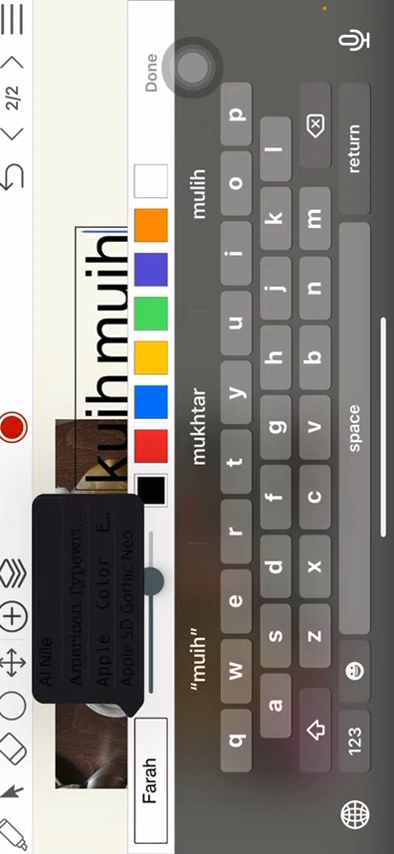 2/2
kuih muih
Al Nile
American Typewri...
Apple Color E...
Apple SD Gothic Neo
Farah Done
"muih" mukhtar mulih
q w e r t y u i o p
a s d f g h j k l
z x c v b n m
123 space return